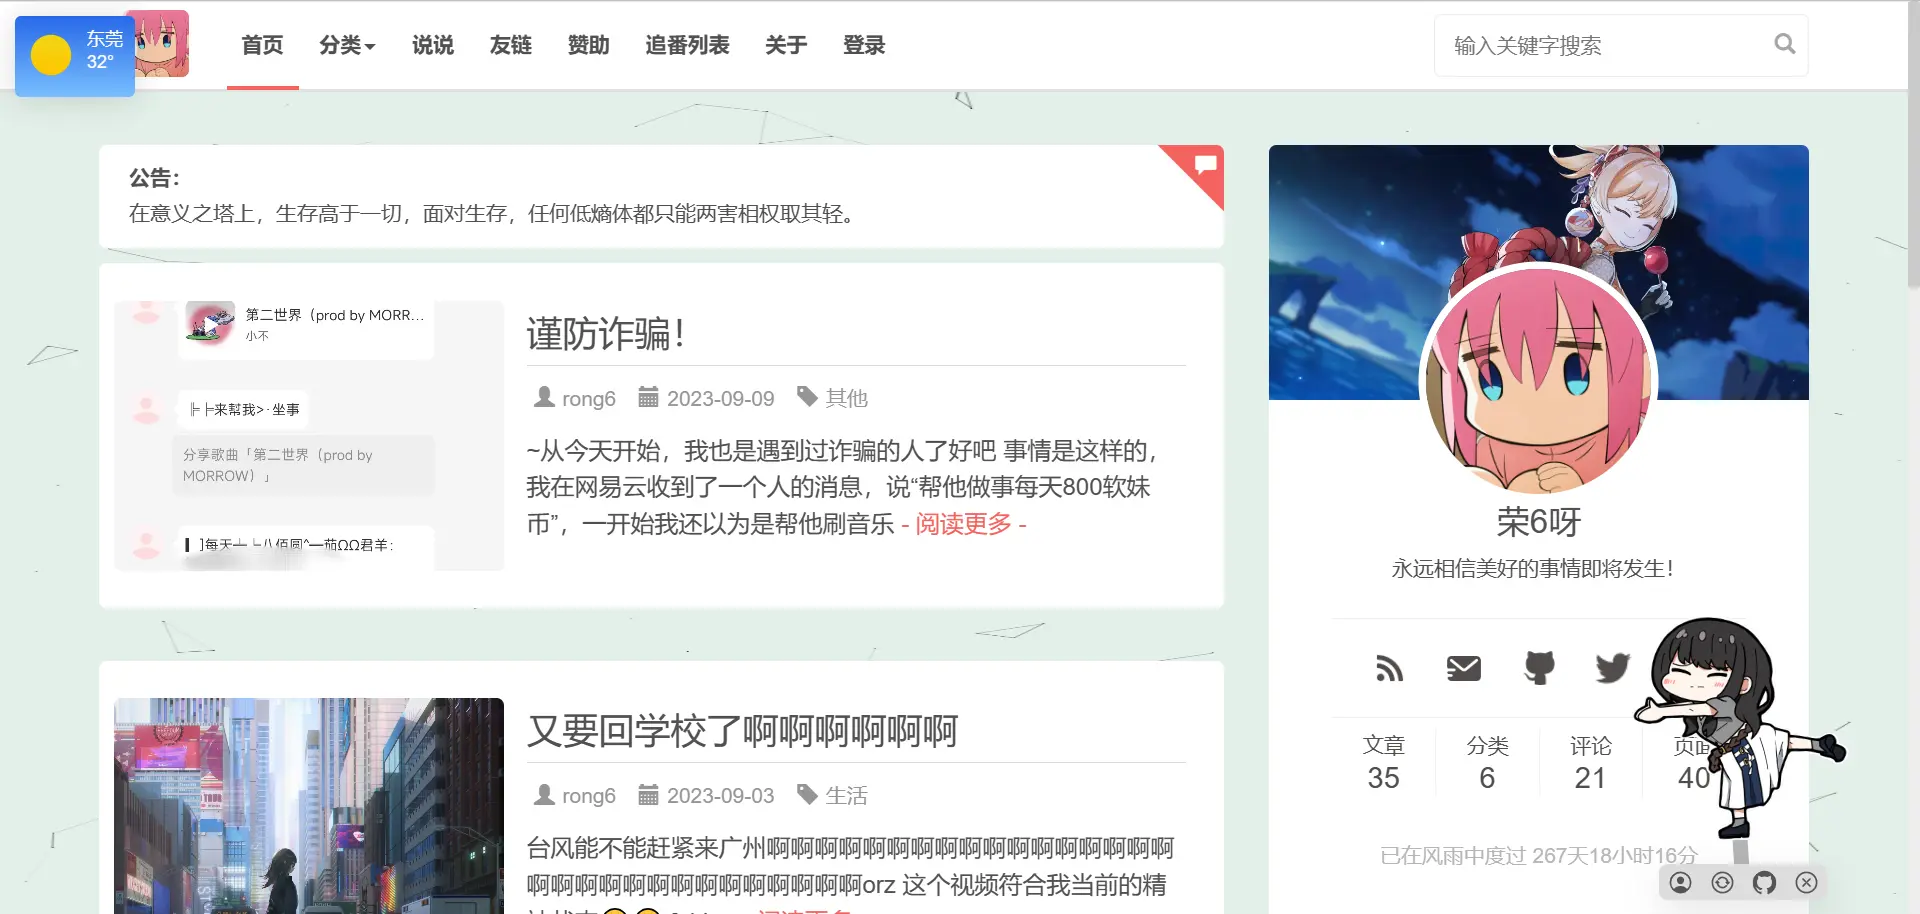 东莞
32°
首页 分类 说说 友链 赞助 追番列表 关于 登录
输入关键字搜索
公告：
在意义之塔上，生存高于一切，面对生存，任何低熵体都只能两害相权取其轻。
第二世界（prod by MORR...
小不
╠ ├来帮我>·坐事
分享歌曲「第二世界（prod by
MORROW）」
谨防诈骗！
rong6 2023-09-09 其他
~从今天开始，我也是遇到过诈骗的人了好吧 事情是这样的，
我在网易云收到了一个人的消息，说“帮他做事每天800软妹
币”，一开始我还以为是帮他刷音乐 - 阅读更多 -
又要回学校了啊啊啊啊啊啊
rong6 2023-09-03 生活
台风能不能赶紧来广州啊啊啊啊啊啊啊啊啊啊啊啊啊啊啊啊啊
啊啊啊啊啊啊啊啊啊啊啊啊啊啊orz 这个视频符合我当前的精
荣6呀
永远相信美好的事情即将发生！
文章 分类 评论
35 6 21 40
已在风雨中度过 267天18小时16分